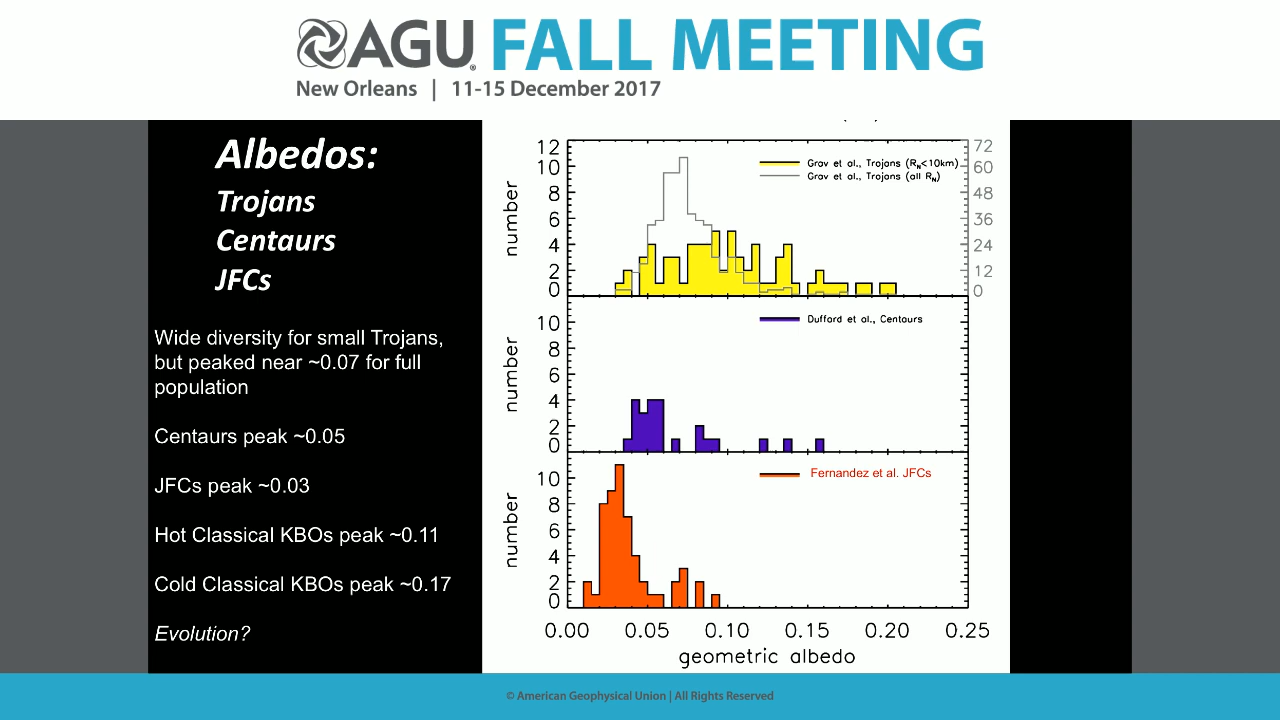 AGU FALL MEETING
New Orleans | 11-15 December 2017
Albedos:
Trojans
Centaurs
JFCs
Wide diversity for small Trojans,
but peaked near ~0.07 for full
population
Centaurs peak ~0.05
JFCs peak ~0.03
Hot Classical KBOs peak ~0.11
Cold Classical KBOs peak ~0.17
Evolution?
12
10
8
6
4
2
0
number
Grav et al., Trojans (RN<10km)
Grav et al., Trojans (all RN)
72
60
48
36
24
12
0
10
8
6
4
2
0
number
Duffard et al., Centaurs
10
8
6
4
2
0
number
Fernandez et al. JFCs
0.00 0.05 0.10 0.15 0.20 0.25
geometric albedo
© American Geophysical Union | All Rights Reserved